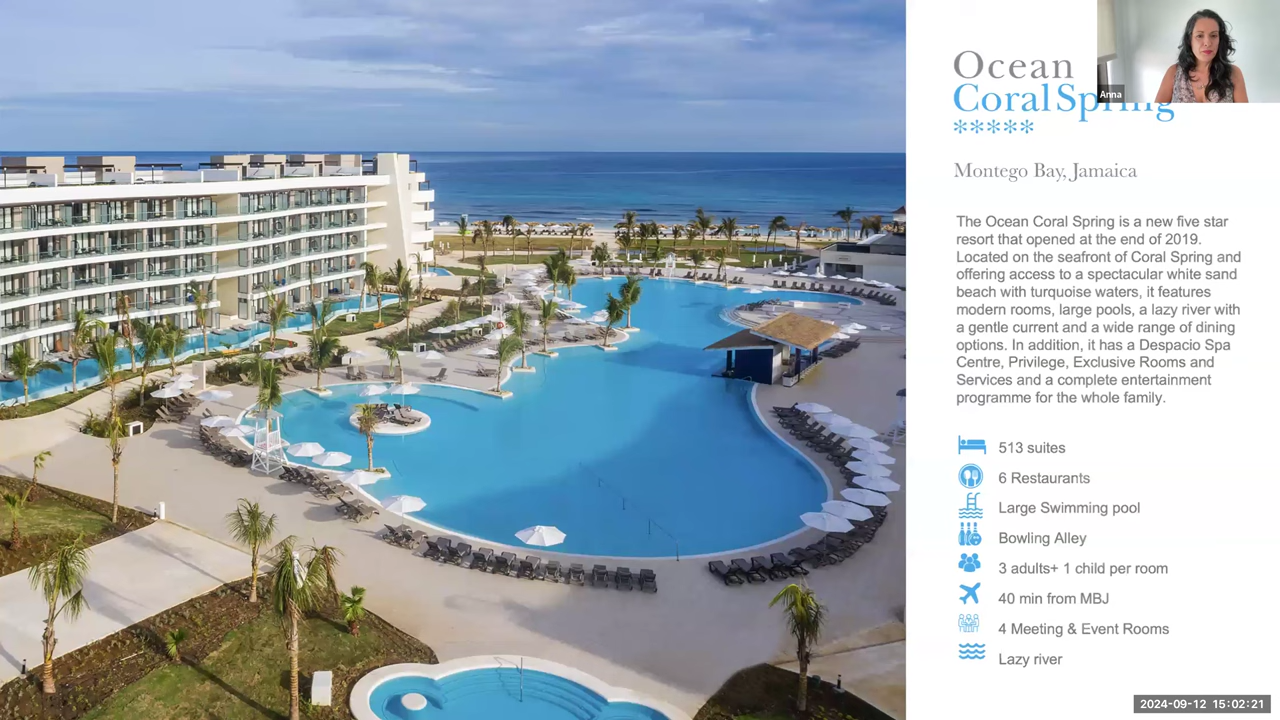 Ocean
Coral Spring
*****
Anna
Montego Bay, Jamaica
The Ocean Coral Spring is a new five star
resort that opened at the end of 2019.
Located on the seafront of Coral Spring and
offering access to a spectacular white sand
beach with turquoise waters, it features
modern rooms, large pools, a lazy river with
a gentle current and a wide range of dining
options. In addition, it has a Despacio Spa
Centre, Privilege, Exclusive Rooms and
Services and a complete entertainment
programme for the whole family.
513 suites
6 Restaurants
Large Swimming pool
Bowling Alley
3 adults+ 1 child per room
40 min from MBJ
4 Meeting & Event Rooms
Lazy river
2024-09-12 15:02:21